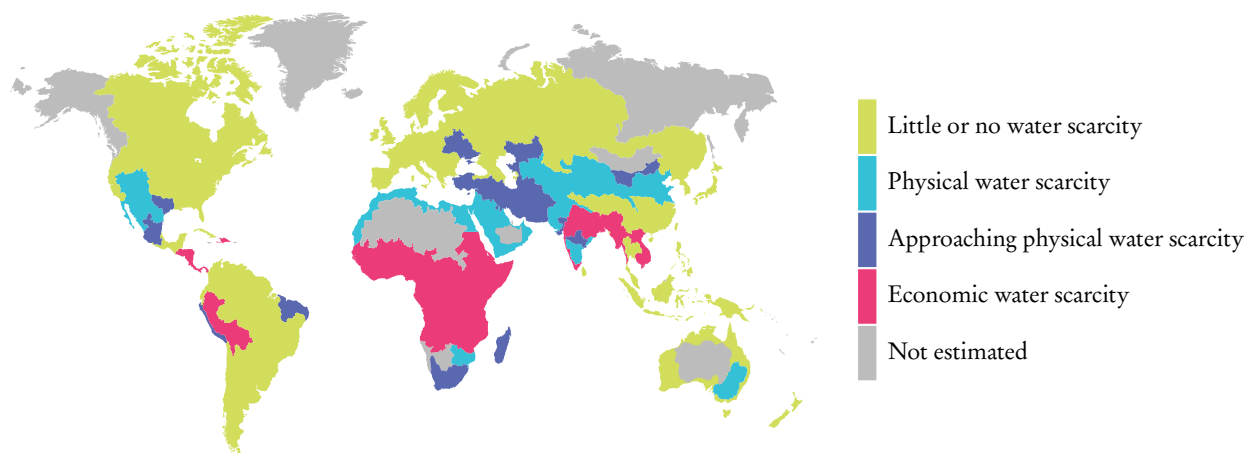 Little or no water scarcity
Physical water scarcity
Approaching physical water scarcity
Economic water scarcity
Not estimated